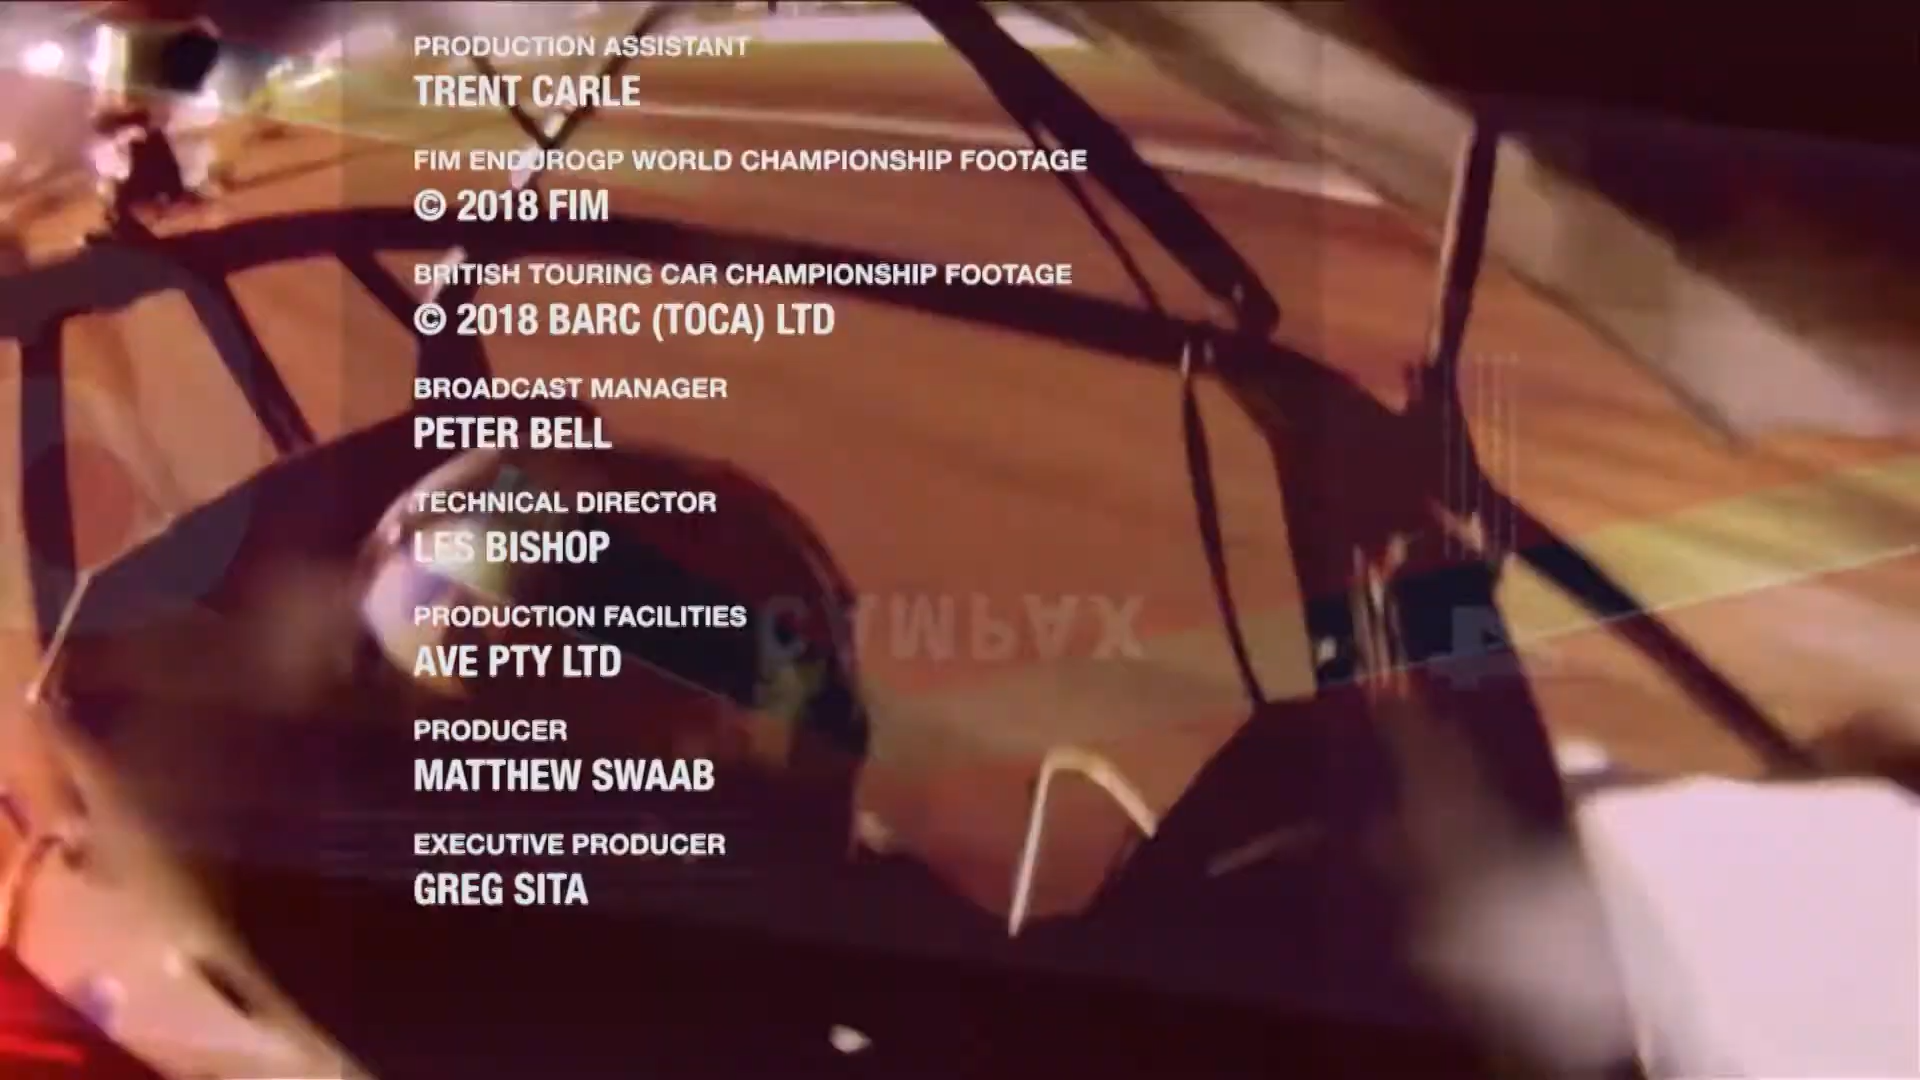 PRODUCTION ASSISTANT
TRENT CARLE
FIM ENDUROGP WORLD CHAMPIONSHIP FOOTAGE
© 2018 FIM
BRITISH TOURING CAR CHAMPIONSHIP FOOTAGE
© 2018 BARC (TOCA) LTD
BROADCAST MANAGER
PETER BELL
TECHNICAL DIRECTOR
LES BISHOP
PRODUCTION FACILITIES
AVE PTY LTD
PRODUCER
MATTHEW SWAAB
EXECUTIVE PRODUCER
GREG SITA